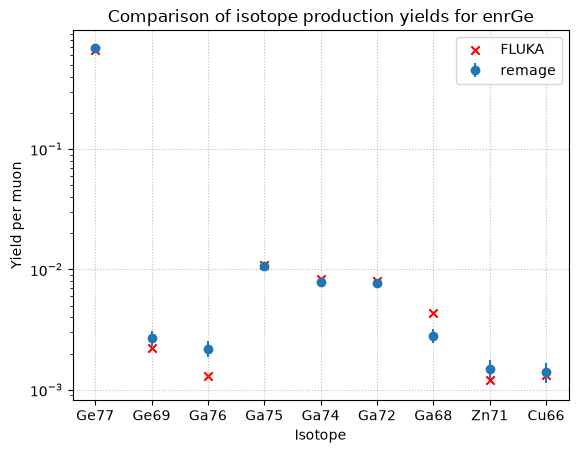 Comparison of isotope production yields for enrGe
FLUKA
remage
Yield per muon
10⁻¹
10⁻²
10⁻³
Ge77 Ge69 Ga76 Ga75 Ga74 Ga72 Ga68 Zn71 Cu66
Isotope